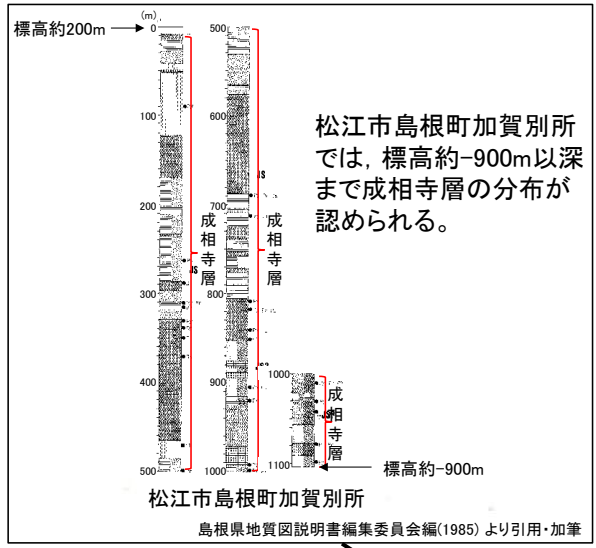 (m)
標高約200m
0
100
200
300
400
500
成相寺層
500
600
700
800
900
1000
成相寺層
1000
1100
成相寺層
標高約-900m
松江市島根町加賀別所
では，標高約-900m以深
まで成相寺層の分布が
認められる。
松江市島根町加賀別所
島根県地質図説明書編集委員会編(1985) より引用・加筆